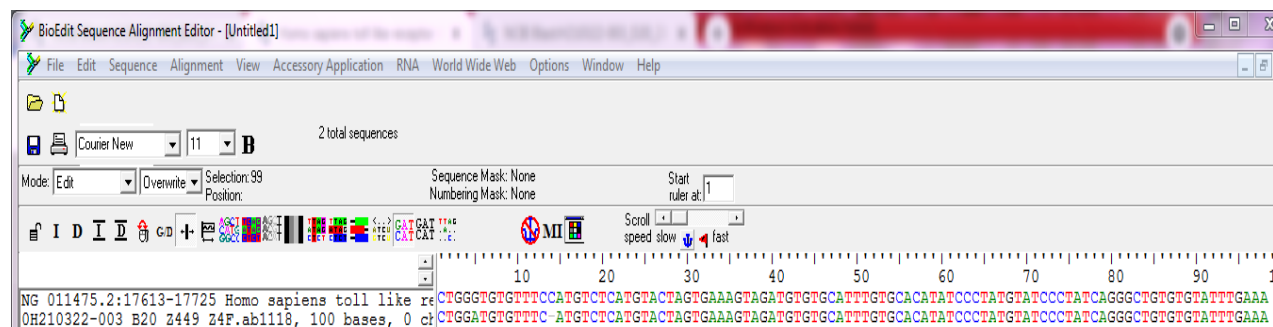 BioEdit Sequence Alignment Editor - [Untitled1]
File Edit Sequence Alignment View Accessory Application RNA World Wide Web Options Window Help
Courier New 11 B 2 total sequences
Mode: Edit Overwrite Selection: 99 Sequence Mask: None Start
Position: Numbering Mask: None ruler at: 1
I D I D G/D MI Scroll
speed slow fast
10 20 30 40 50 60 70 80 90
NG 011475.2:17613-17725 Homo sapiens toll like re CTGGGTGTGTTTCCATGTCTCATGTACTAGTGAAAGTAGATGTGTGCATTTGTGCACATATCCCTATGTATCCCTATCAGGGCTGTGTGTATTTGAAA
0H210322-003 B20 Z449 Z4F.ab1118, 100 bases, 0 ch CTGGATGTGTTTC-ATGTCTCATGTACTAGTGAAAGTAGATGTGTGCATTTGTGCACATATCCCTATGTATCCCTATCAGGGCTGTGTGTATTTGAAA